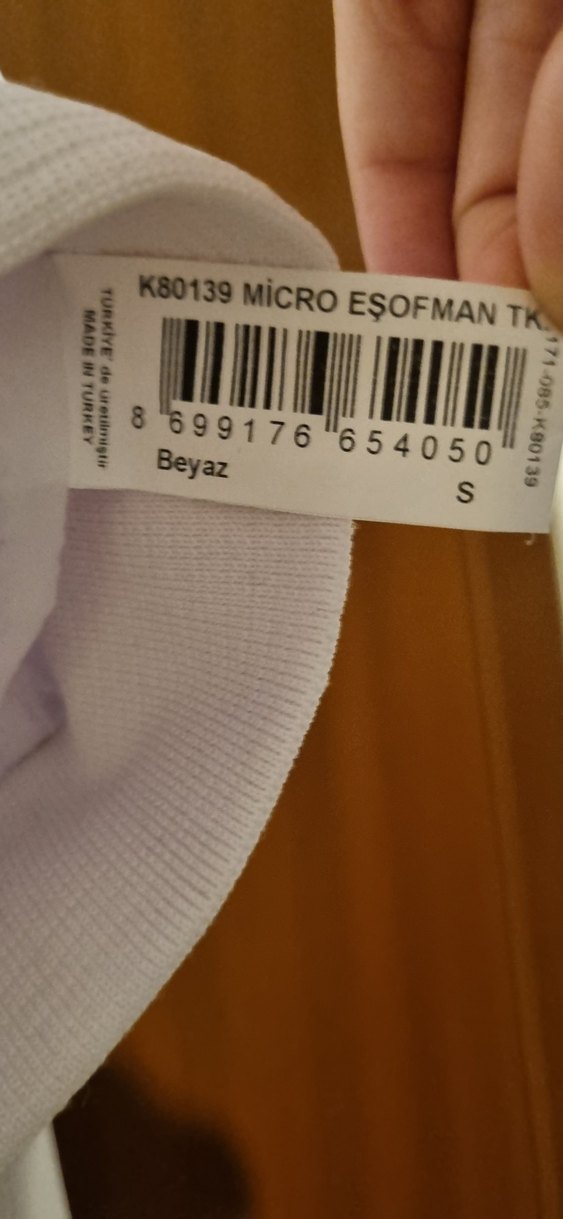 K80139 MİCRO EŞOFMAN TK.
8 699176 654050
Beyaz
S
TÜRKİYE' de üretilmiştir
MADE IN TURKEY
171-085-K80139